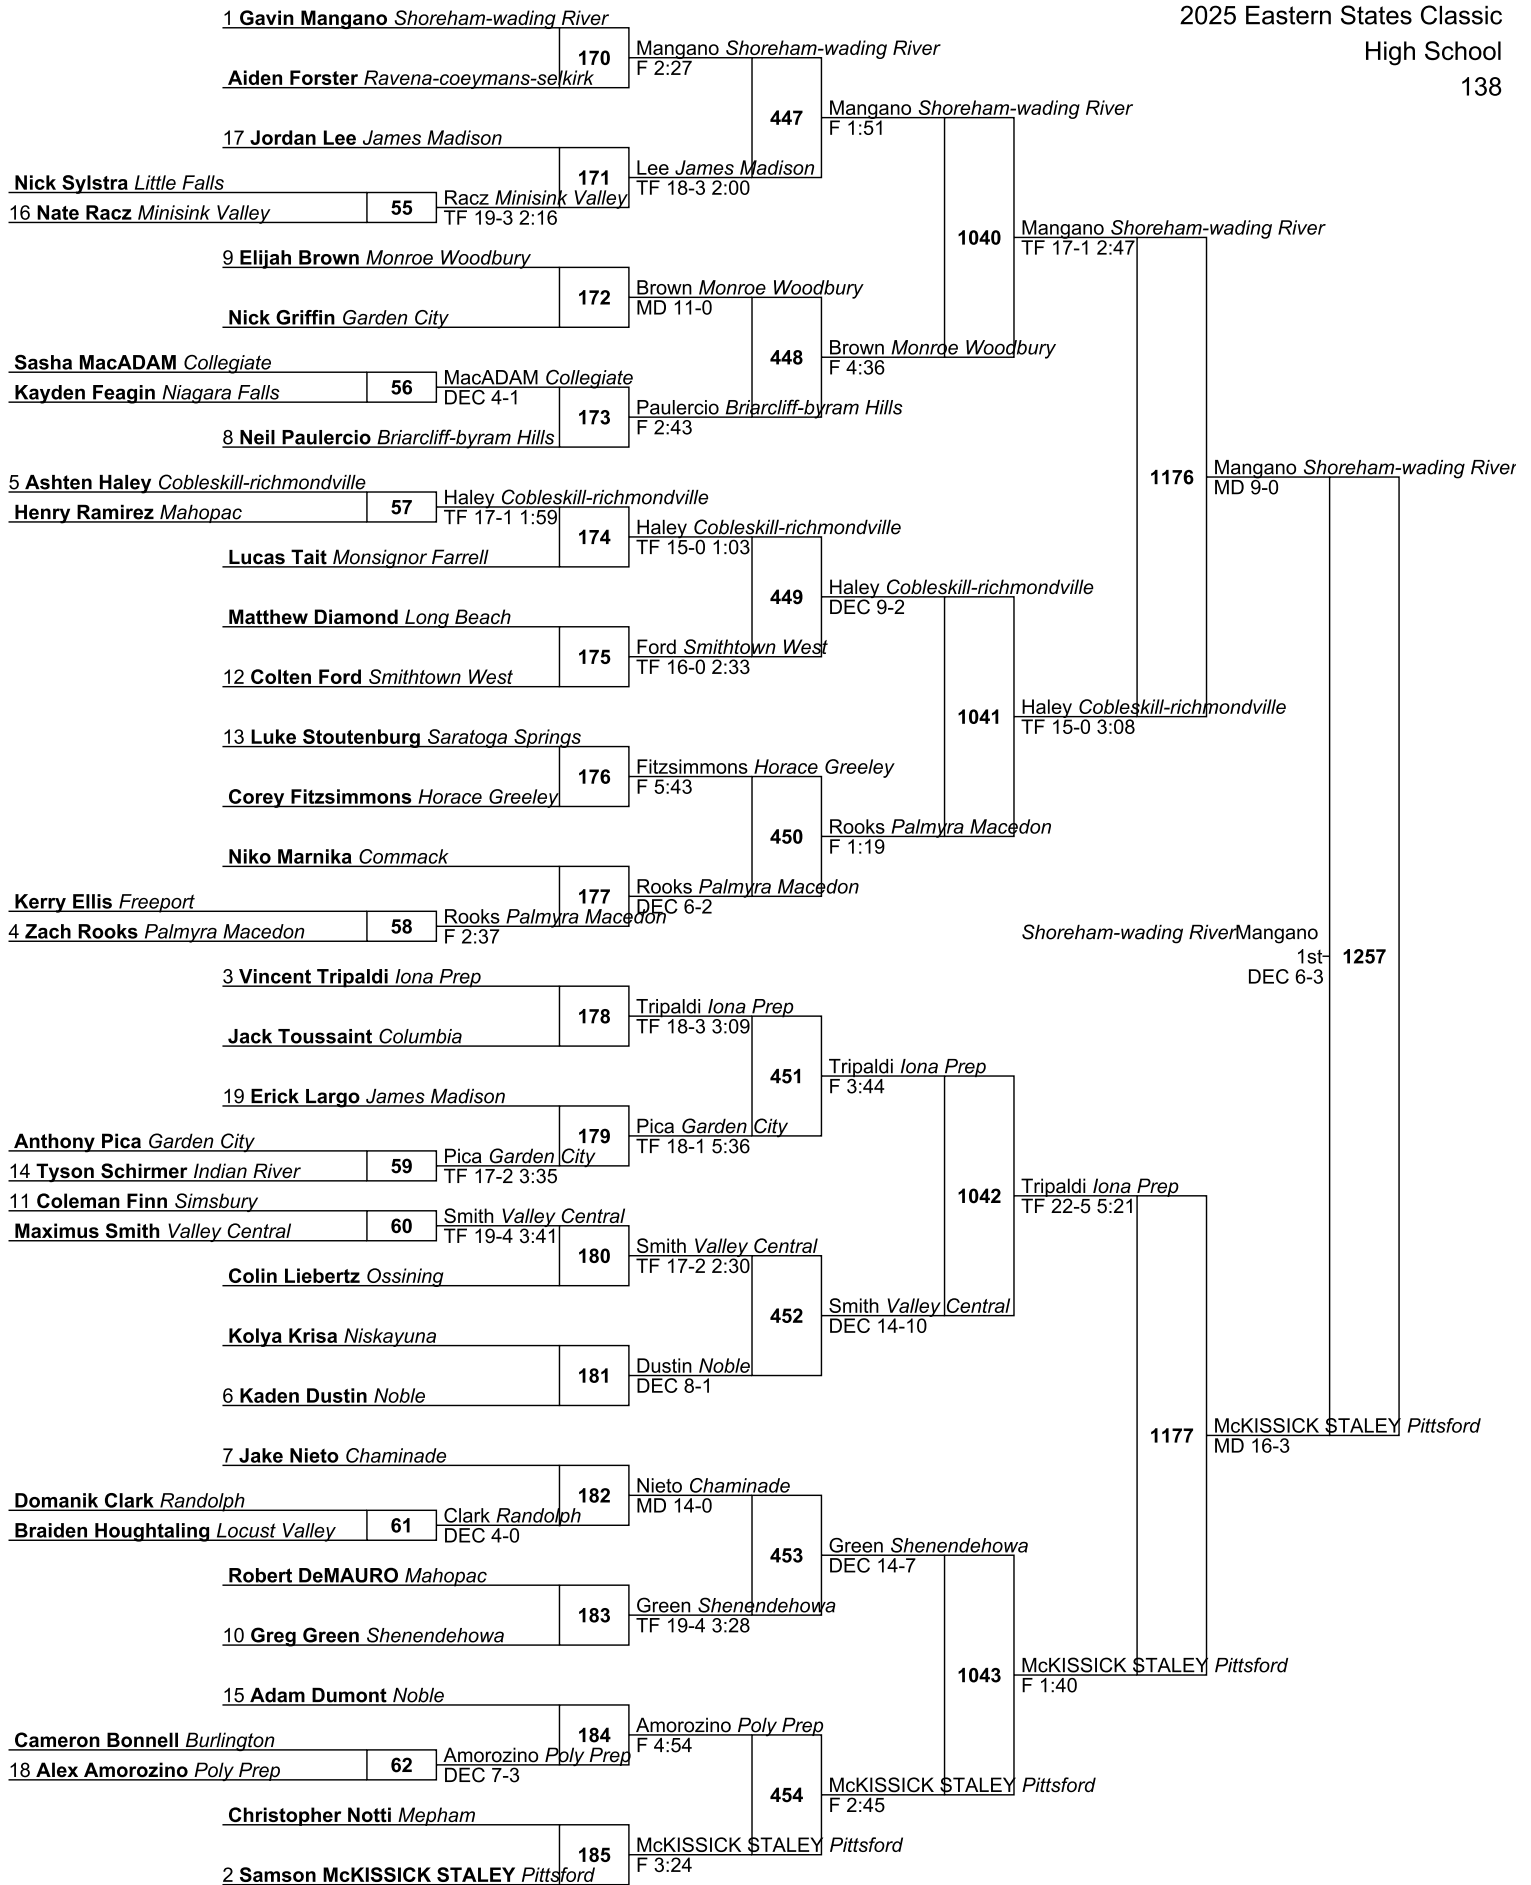 2025 Eastern States Classic
High School
138
1 Gavin Mangano Shoreham-wading River
170
Mangano Shoreham-wading River
F 2:27
Aiden Forster Ravena-coeymans-selkirk
447
Mangano Shoreham-wading River
F 1:51
17 Jordan Lee James Madison
171
Lee James Madison
TF 18-3 2:00
Nick Sylstra Little Falls
16 Nate Racz Minisink Valley
55
Racz Minisink Valley
TF 19-3 2:16
1040
Mangano Shoreham-wading River
TF 17-1 2:47
9 Elijah Brown Monroe Woodbury
172
Brown Monroe Woodbury
MD 11-0
Nick Griffin Garden City
448
Brown Monroe Woodbury
F 4:36
Sasha MacADAM Collegiate
Kayden Feagin Niagara Falls
56
MacADAM Collegiate
DEC 4-1
173
Paulercio Briarcliff-byram Hills
F 2:43
8 Neil Paulercio Briarcliff-byram Hills
1176
Mangano Shoreham-wading River
MD 9-0
5 Ashten Haley Cobleskill-richmondville
Henry Ramirez Mahopac
57
Haley Cobleskill-richmondville
TF 17-1 1:59
174
Haley Cobleskill-richmondville
TF 15-0 1:03
Lucas Tait Monsignor Farrell
449
Haley Cobleskill-richmondville
DEC 9-2
Matthew Diamond Long Beach
175
Ford Smithtown West
TF 16-0 2:33
12 Colten Ford Smithtown West
1041
Haley Cobleskill-richmondville
TF 15-0 3:08
13 Luke Stoutenburg Saratoga Springs
176
Fitzsimmons Horace Greeley
F 5:43
Corey Fitzsimmons Horace Greeley
450
Rooks Palmyra Macedon
F 1:19
Niko Marnika Commack
177
Rooks Palmyra Macedon
DEC 6-2
Kerry Ellis Freeport
4 Zach Rooks Palmyra Macedon
58
Rooks Palmyra Macedon
F 2:37
Shoreham-wading RiverMangano
1st
DEC 6-3
1257
3 Vincent Tripaldi Iona Prep
178
Tripaldi Iona Prep
TF 18-3 3:09
Jack Toussaint Columbia
451
Tripaldi Iona Prep
F 3:44
19 Erick Largo James Madison
179
Pica Garden City
TF 18-1 5:36
Anthony Pica Garden City
14 Tyson Schirmer Indian River
59
Pica Garden City
TF 17-2 3:35
1042
Tripaldi Iona Prep
TF 22-5 5:21
11 Coleman Finn Simsbury
Maximus Smith Valley Central
60
Smith Valley Central
TF 19-4 3:41
180
Smith Valley Central
TF 17-2 2:30
Colin Liebertz Ossining
452
Smith Valley Central
DEC 14-10
Kolya Krisa Niskayuna
181
Dustin Noble
DEC 8-1
6 Kaden Dustin Noble
1177
McKISSICK STALEY Pittsford
MD 16-3
7 Jake Nieto Chaminade
182
Nieto Chaminade
MD 14-0
Domanik Clark Randolph
Braiden Houghtaling Locust Valley
61
Clark Randolph
DEC 4-0
453
Green Shenendehowa
DEC 14-7
Robert DeMAURO Mahopac
183
Green Shenendehowa
TF 19-4 3:28
10 Greg Green Shenendehowa
1043
McKISSICK STALEY Pittsford
F 1:40
15 Adam Dumont Noble
184
Amorozino Poly Prep
F 4:54
Cameron Bonnell Burlington
18 Alex Amorozino Poly Prep
62
Amorozino Poly Prep
DEC 7-3
454
McKISSICK STALEY Pittsford
F 2:45
Christopher Notti Mepham
185
McKISSICK STALEY Pittsford
F 3:24
2 Samson McKISSICK STALEY Pittsford